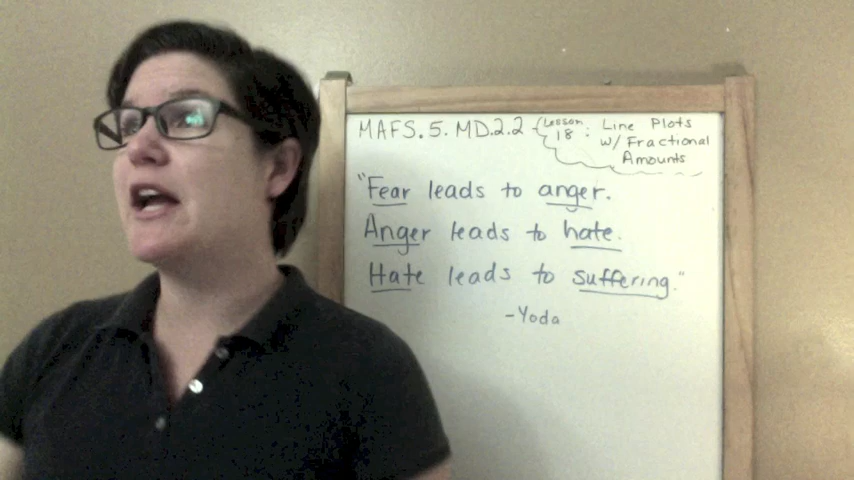 MAFS.5.MD.2.2 - Lesson 18: Line Plots
w/ Fractional
Amounts
"Fear leads to anger.
Anger leads to hate.
Hate leads to suffering."
-Yoda